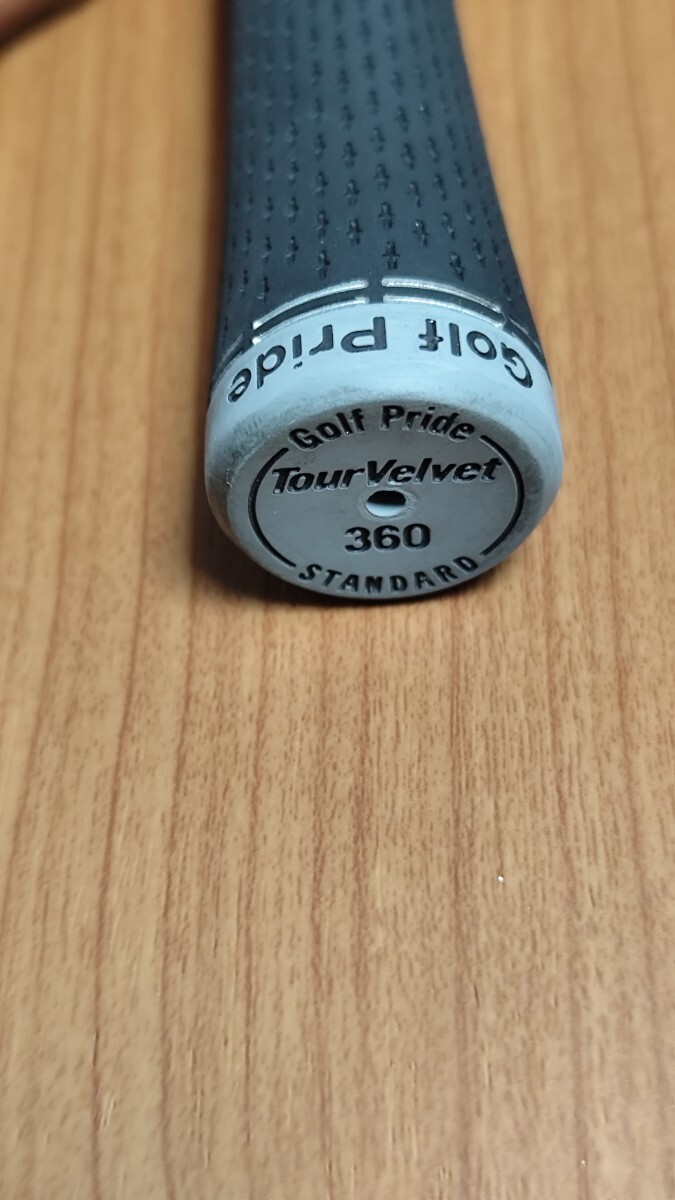 Golf Pride
Golf Pride
TourVelvet
360
STANDARD